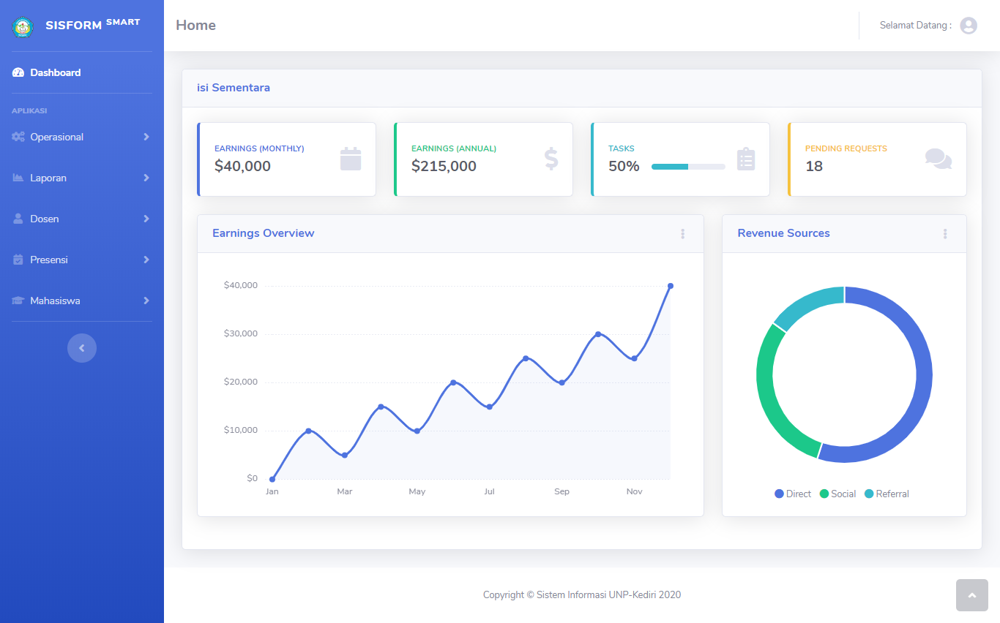 SISFORM SMART
Home
Selamat Datang :
Dashboard
APLIKASI
Operasional
Laporan
Dosen
Presensi
Mahasiswa
isi Sementara
EARNINGS (MONTHLY)
$40,000
EARNINGS (ANNUAL)
$215,000
TASKS
50%
PENDING REQUESTS
18
Earnings Overview
$40,000
$30,000
$20,000
$10,000
$0
Jan Mar May Jul Sep Nov
Revenue Sources
Direct Social Referral
Copyright © Sistem Informasi UNP-Kediri 2020